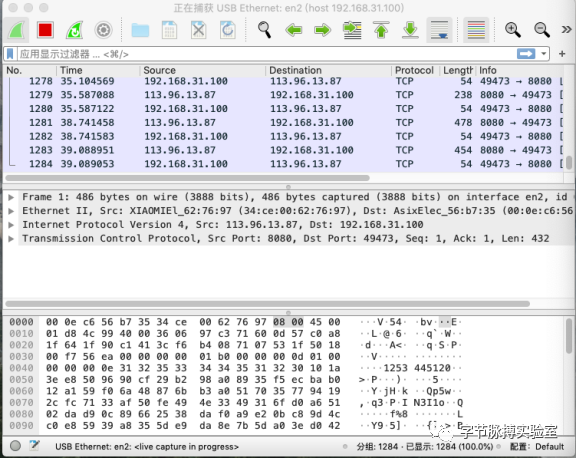 正在捕获 USB Ethernet: en2 (host 192.168.31.100)
应用显示过滤器 … <⌘/>
No. Time Source Destination Protocol Length Info
1278 35.104569 192.168.31.100 113.96.13.87 TCP 54 49473 → 8080 [
1279 35.587088 113.96.13.87 192.168.31.100 TCP 238 8080 → 49473 [
1280 35.587122 192.168.31.100 113.96.13.87 TCP 54 49473 → 8080 [
1281 38.741458 113.96.13.87 192.168.31.100 TCP 478 8080 → 49473 [
1282 38.741583 192.168.31.100 113.96.13.87 TCP 54 49473 → 8080 [
1283 39.088951 113.96.13.87 192.168.31.100 TCP 454 8080 → 49473 [
1284 39.089053 192.168.31.100 113.96.13.87 TCP 54 49473 → 8080 [
Frame 1: 486 bytes on wire (3888 bits), 486 bytes captured (3888 bits) on interface en2, id
Ethernet II, Src: XIAOMIEl_62:76:97 (34:ce:00:62:76:97), Dst: AsixElec_56:b7:35 (00:0e:c6:56
Internet Protocol Version 4, Src: 113.96.13.87, Dst: 192.168.31.100
Transmission Control Protocol, Src Port: 8080, Dst Port: 49473, Seq: 1, Ack: 1, Len: 432
0000 00 0e c6 56 b7 35 34 ce 00 62 76 97 08 00 45 00 ···V·54· ·bv···E·
0010 01 d8 4c 99 40 00 36 06 97 c3 71 60 0d 57 c0 a8 ··L·@·6· ··q`·W··
0020 1f 64 1f 90 c1 41 3c f6 b4 08 71 07 53 1f 50 18 ·d···A<· ··q·S·P·
0030 00 f7 56 ea 00 00 00 00 01 b0 00 00 00 0d 01 00 ··V····· ········
0040 00 00 00 0e 31 32 35 33 34 34 35 31 32 30 10 1a ····1253 445120··
0050 3e e8 50 96 90 cf 29 b2 98 a0 89 35 f5 ec ba b0 >·P···)· ···5····
0060 12 a1 59 f0 6a 48 87 6b b3 a0 51 70 35 77 94 19 ··Y·jH·k ··Qp5w··
0070 2c fc 71 33 af 50 fe 49 4e 33 49 31 6f d0 a6 51 ,·q3·P·I N3I1o··Q
0080 02 da d9 0c 89 66 25 38 da f0 a9 e2 0b c8 9d 4c ·····f%8 ·······L
0090 c0 e8 59 39 a8 35 5d e9 da 8e 7b 5d a0 3e d0 42
USB Ethernet: en2: <live capture in progress>
分组: 1284 · 已显示: 1284 (100.0%)
配置: Default
字节脉搏实验室